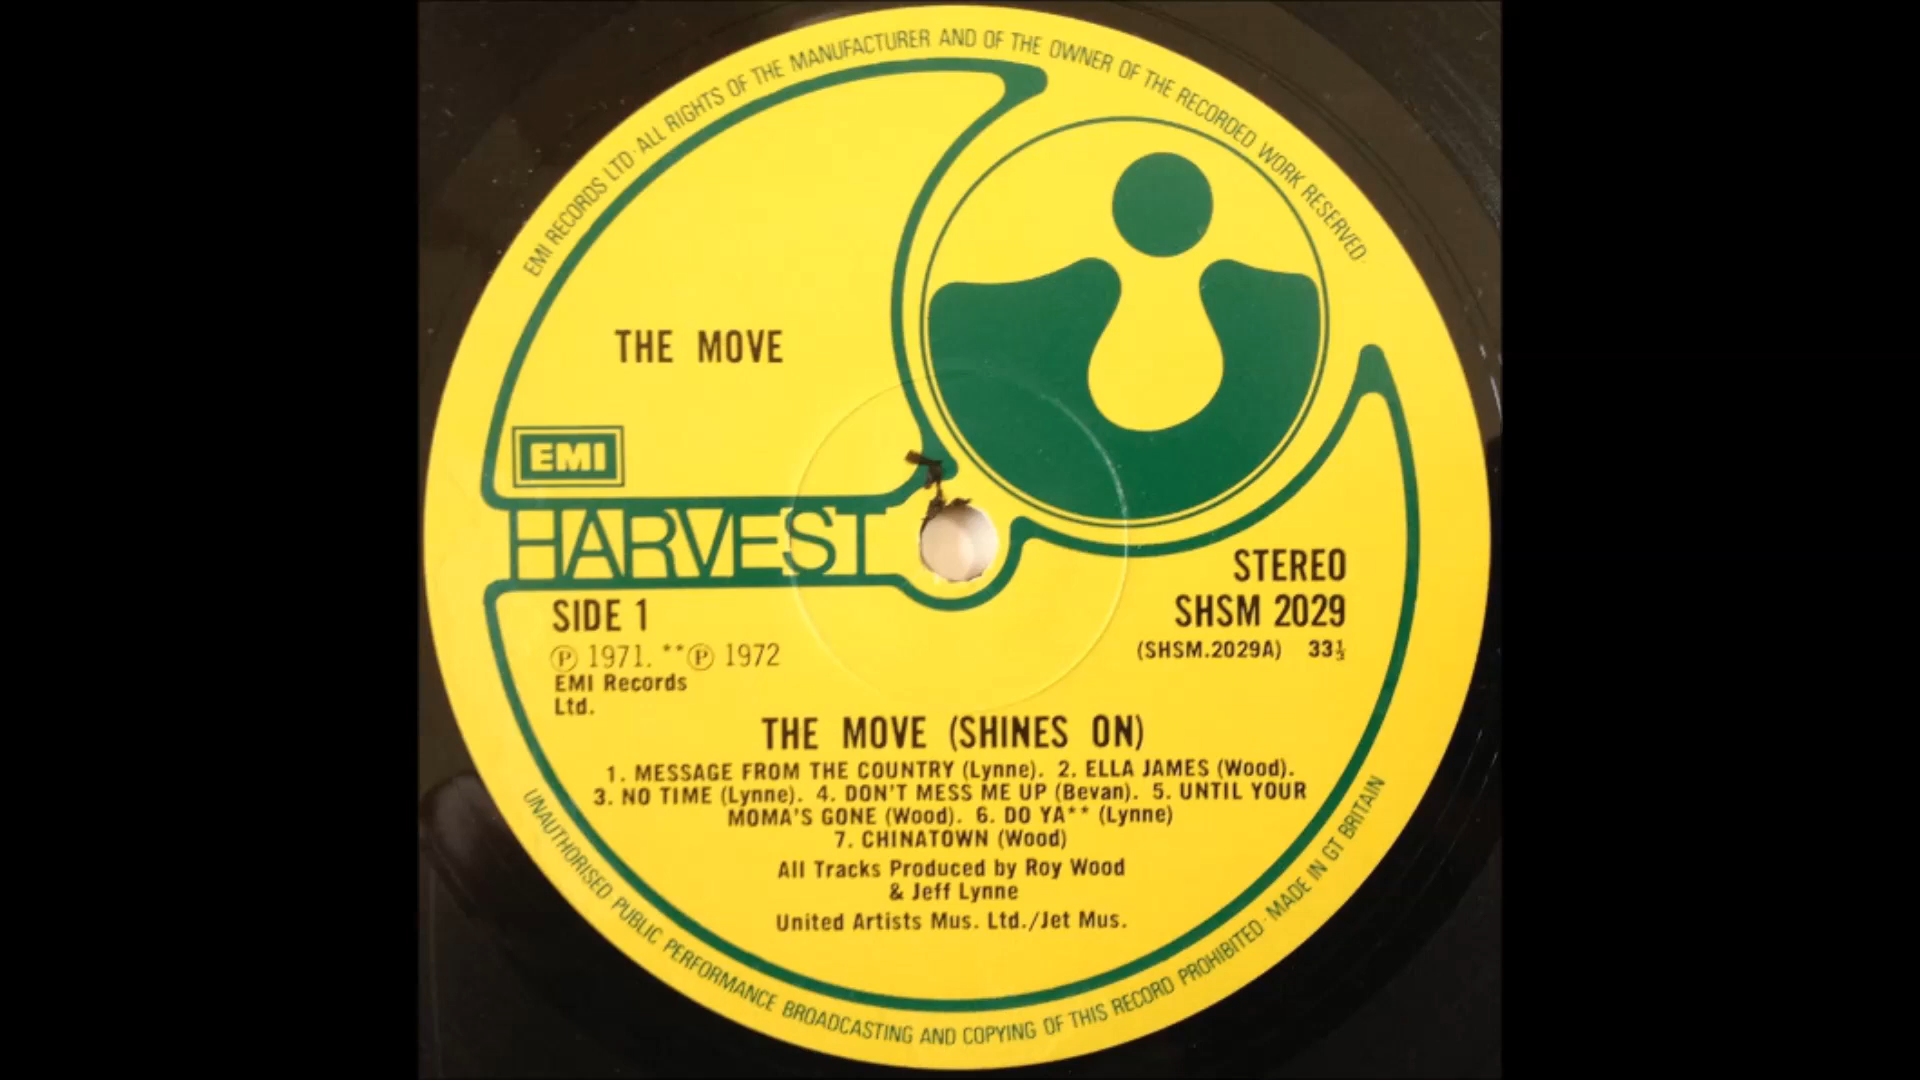 EMI RECORDS LTD·ALL RIGHTS OF THE MANUFACTURER AND OF THE OWNER OF THE RECORDED WORK RESERVED·
THE MOVE
EMI
HARVEST
SIDE 1
Ⓟ 1971. **Ⓟ 1972
EMI Records
Ltd.
STEREO
SHSM 2029
(SHSM.2029A) 33⅓
THE MOVE (SHINES ON)
1. MESSAGE FROM THE COUNTRY (Lynne). 2. ELLA JAMES (Wood).
3. NO TIME (Lynne). 4. DON'T MESS ME UP (Bevan). 5. UNTIL YOUR
MOMA'S GONE (Wood). 6. DO YA** (Lynne)
7. CHINATOWN (Wood)
All Tracks Produced by Roy Wood
& Jeff Lynne
United Artists Mus. Ltd./Jet Mus.
UNAUTHORISED PUBLIC PERFORMANCE BROADCASTING AND COPYING OF THIS RECORD PROHIBITED·MADE IN GT BRITAIN